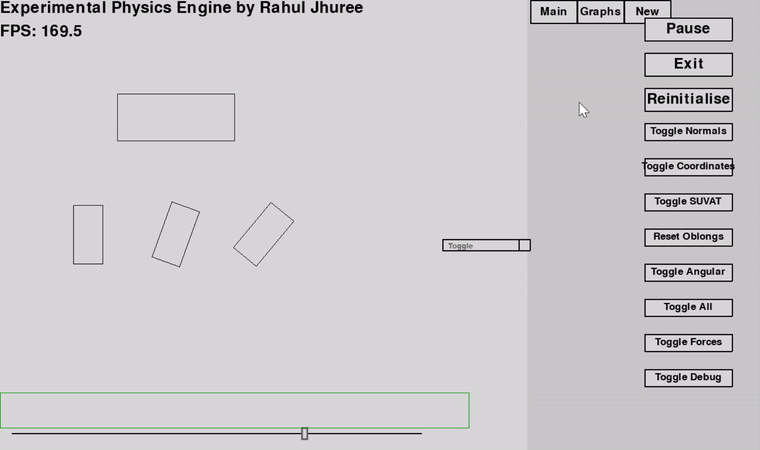 Experimental Physics Engine by Rahul Jhuree
FPS: 169.5
Main
Graphs
New
Pause
Exit
Reinitialise
Toggle Normals
Toggle Coordinates
Toggle SUVAT
Reset Oblongs
Toggle
Toggle Angular
Toggle All
Toggle Forces
Toggle Debug